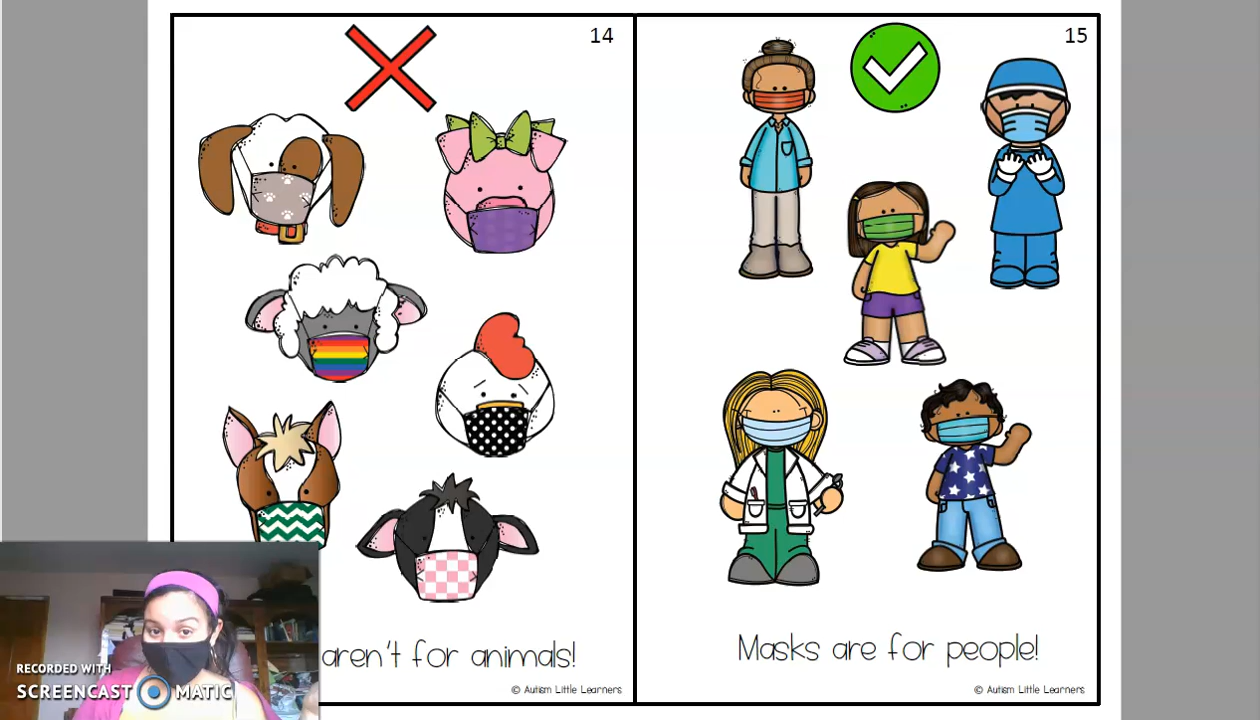 14
aren't for animals!
© Autism Little Learners
15
Masks are for people!
© Autism Little Learners
RECORDED WITH
SCREENCAST MATIC